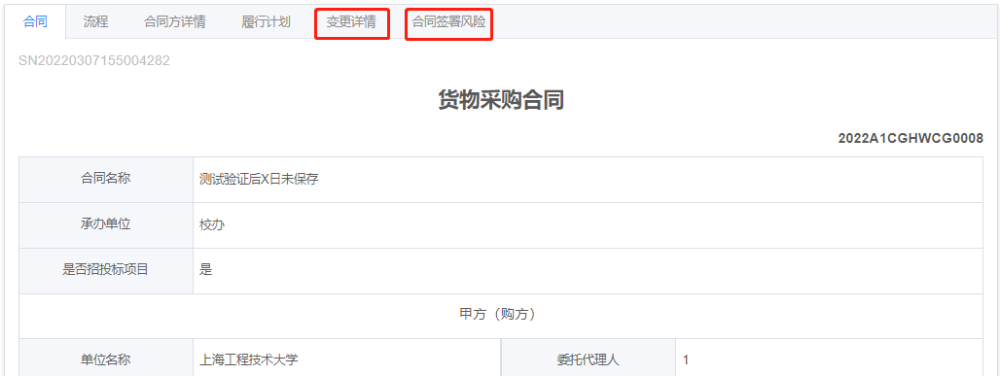 合同 流程 合同方详情 履行计划 变更详情 合同签署风险
SN20220307155004282
货物采购合同
2022A1CGHWCG0008
合同名称 测试验证后X日未保存
承办单位 校办
是否招投标项目 是
甲方（购方）
单位名称 上海工程技术大学 委托代理人 1